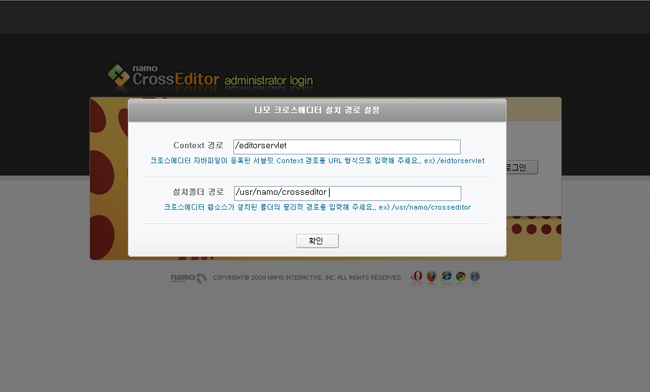 namo
CrossEditor administrator login
나모 크로스에디터 설치 경로 설정
Context 경로
/editorservlet
크로스에디터 자바파일이 등록된 서블릿 Context 경로를 URL 형식으로 입력해 주세요., ex) /eidtorservlet
로그인
설치폴더 경로
/usr/namo/crosseditor
크로스에디터 웹소스가 설치된 폴더의 물리적 경로를 입력해 주세요., ex) /usr/namo/crosseditor
확인
namo COPYRIGHT© 2009 NAMO INTERACTIVE, INC. ALL RIGHTS RESERVED.